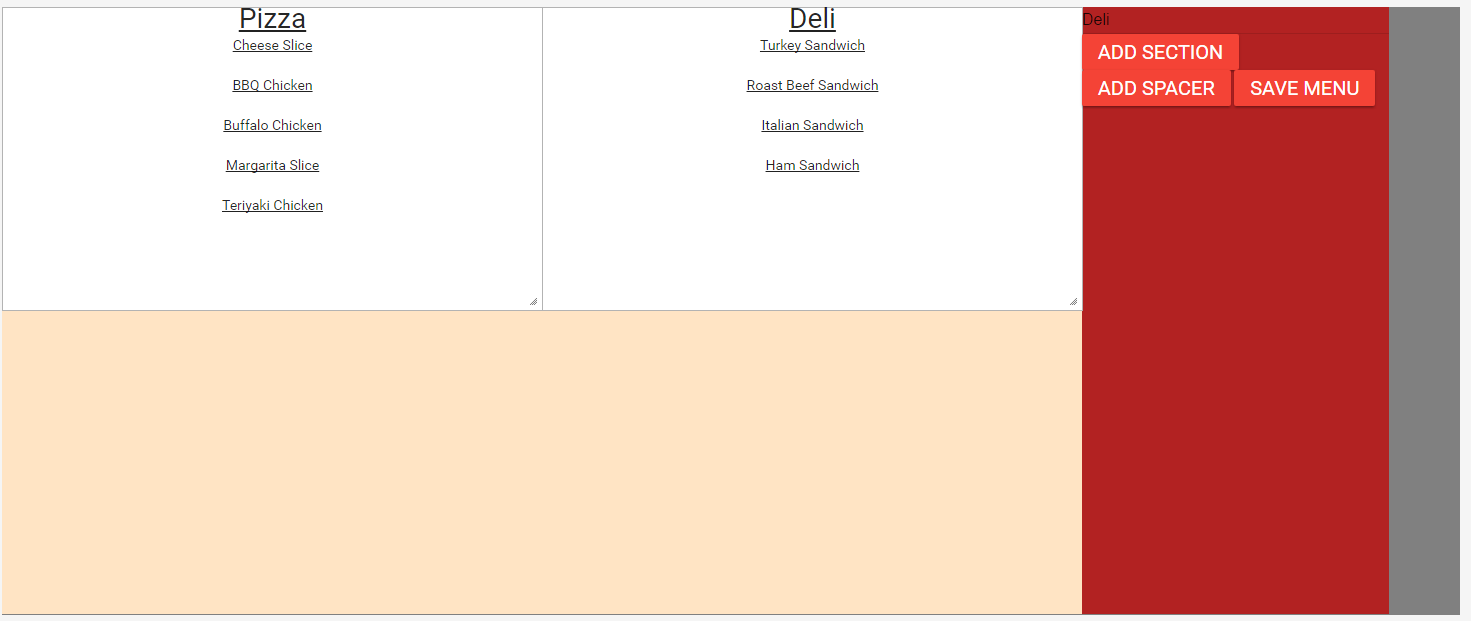 Pizza
Cheese Slice
BBQ Chicken
Buffalo Chicken
Margarita Slice
Teriyaki Chicken
Deli
Turkey Sandwich
Roast Beef Sandwich
Italian Sandwich
Ham Sandwich
Deli
ADD SECTION
ADD SPACER SAVE MENU